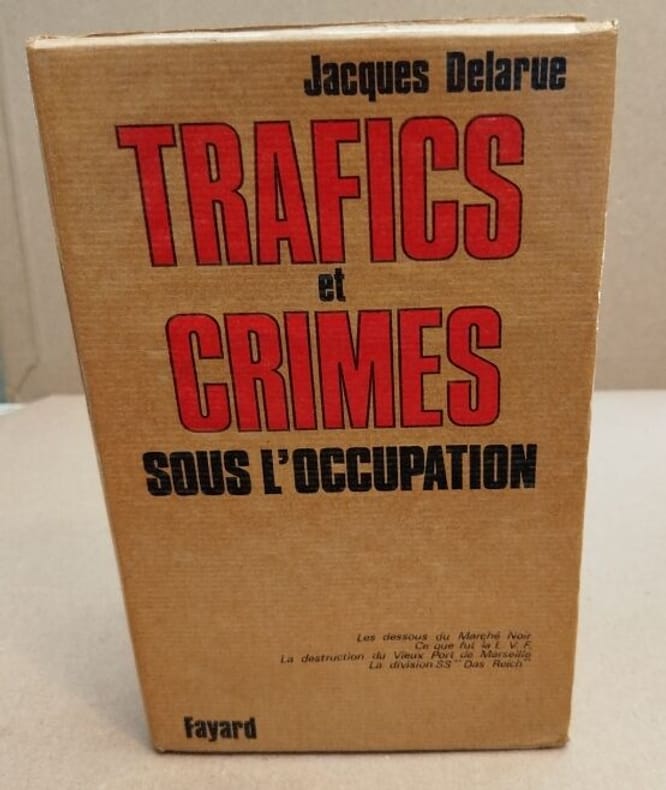 Jacques Delarue
TRAFICS
et
CRIMES
SOUS L'OCCUPATION
Les dessous du Marché Noir
Ce que fut la L. V. F.
La destruction du Vieux Port de Marseille
La division SS "Das Reich"
Fayard